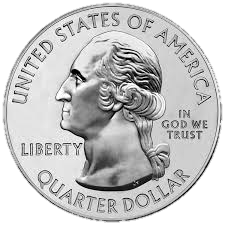 UNITED STATES OF AMERICA
LIBERTY
IN
GOD WE
TRUST
QUARTER DOLLAR